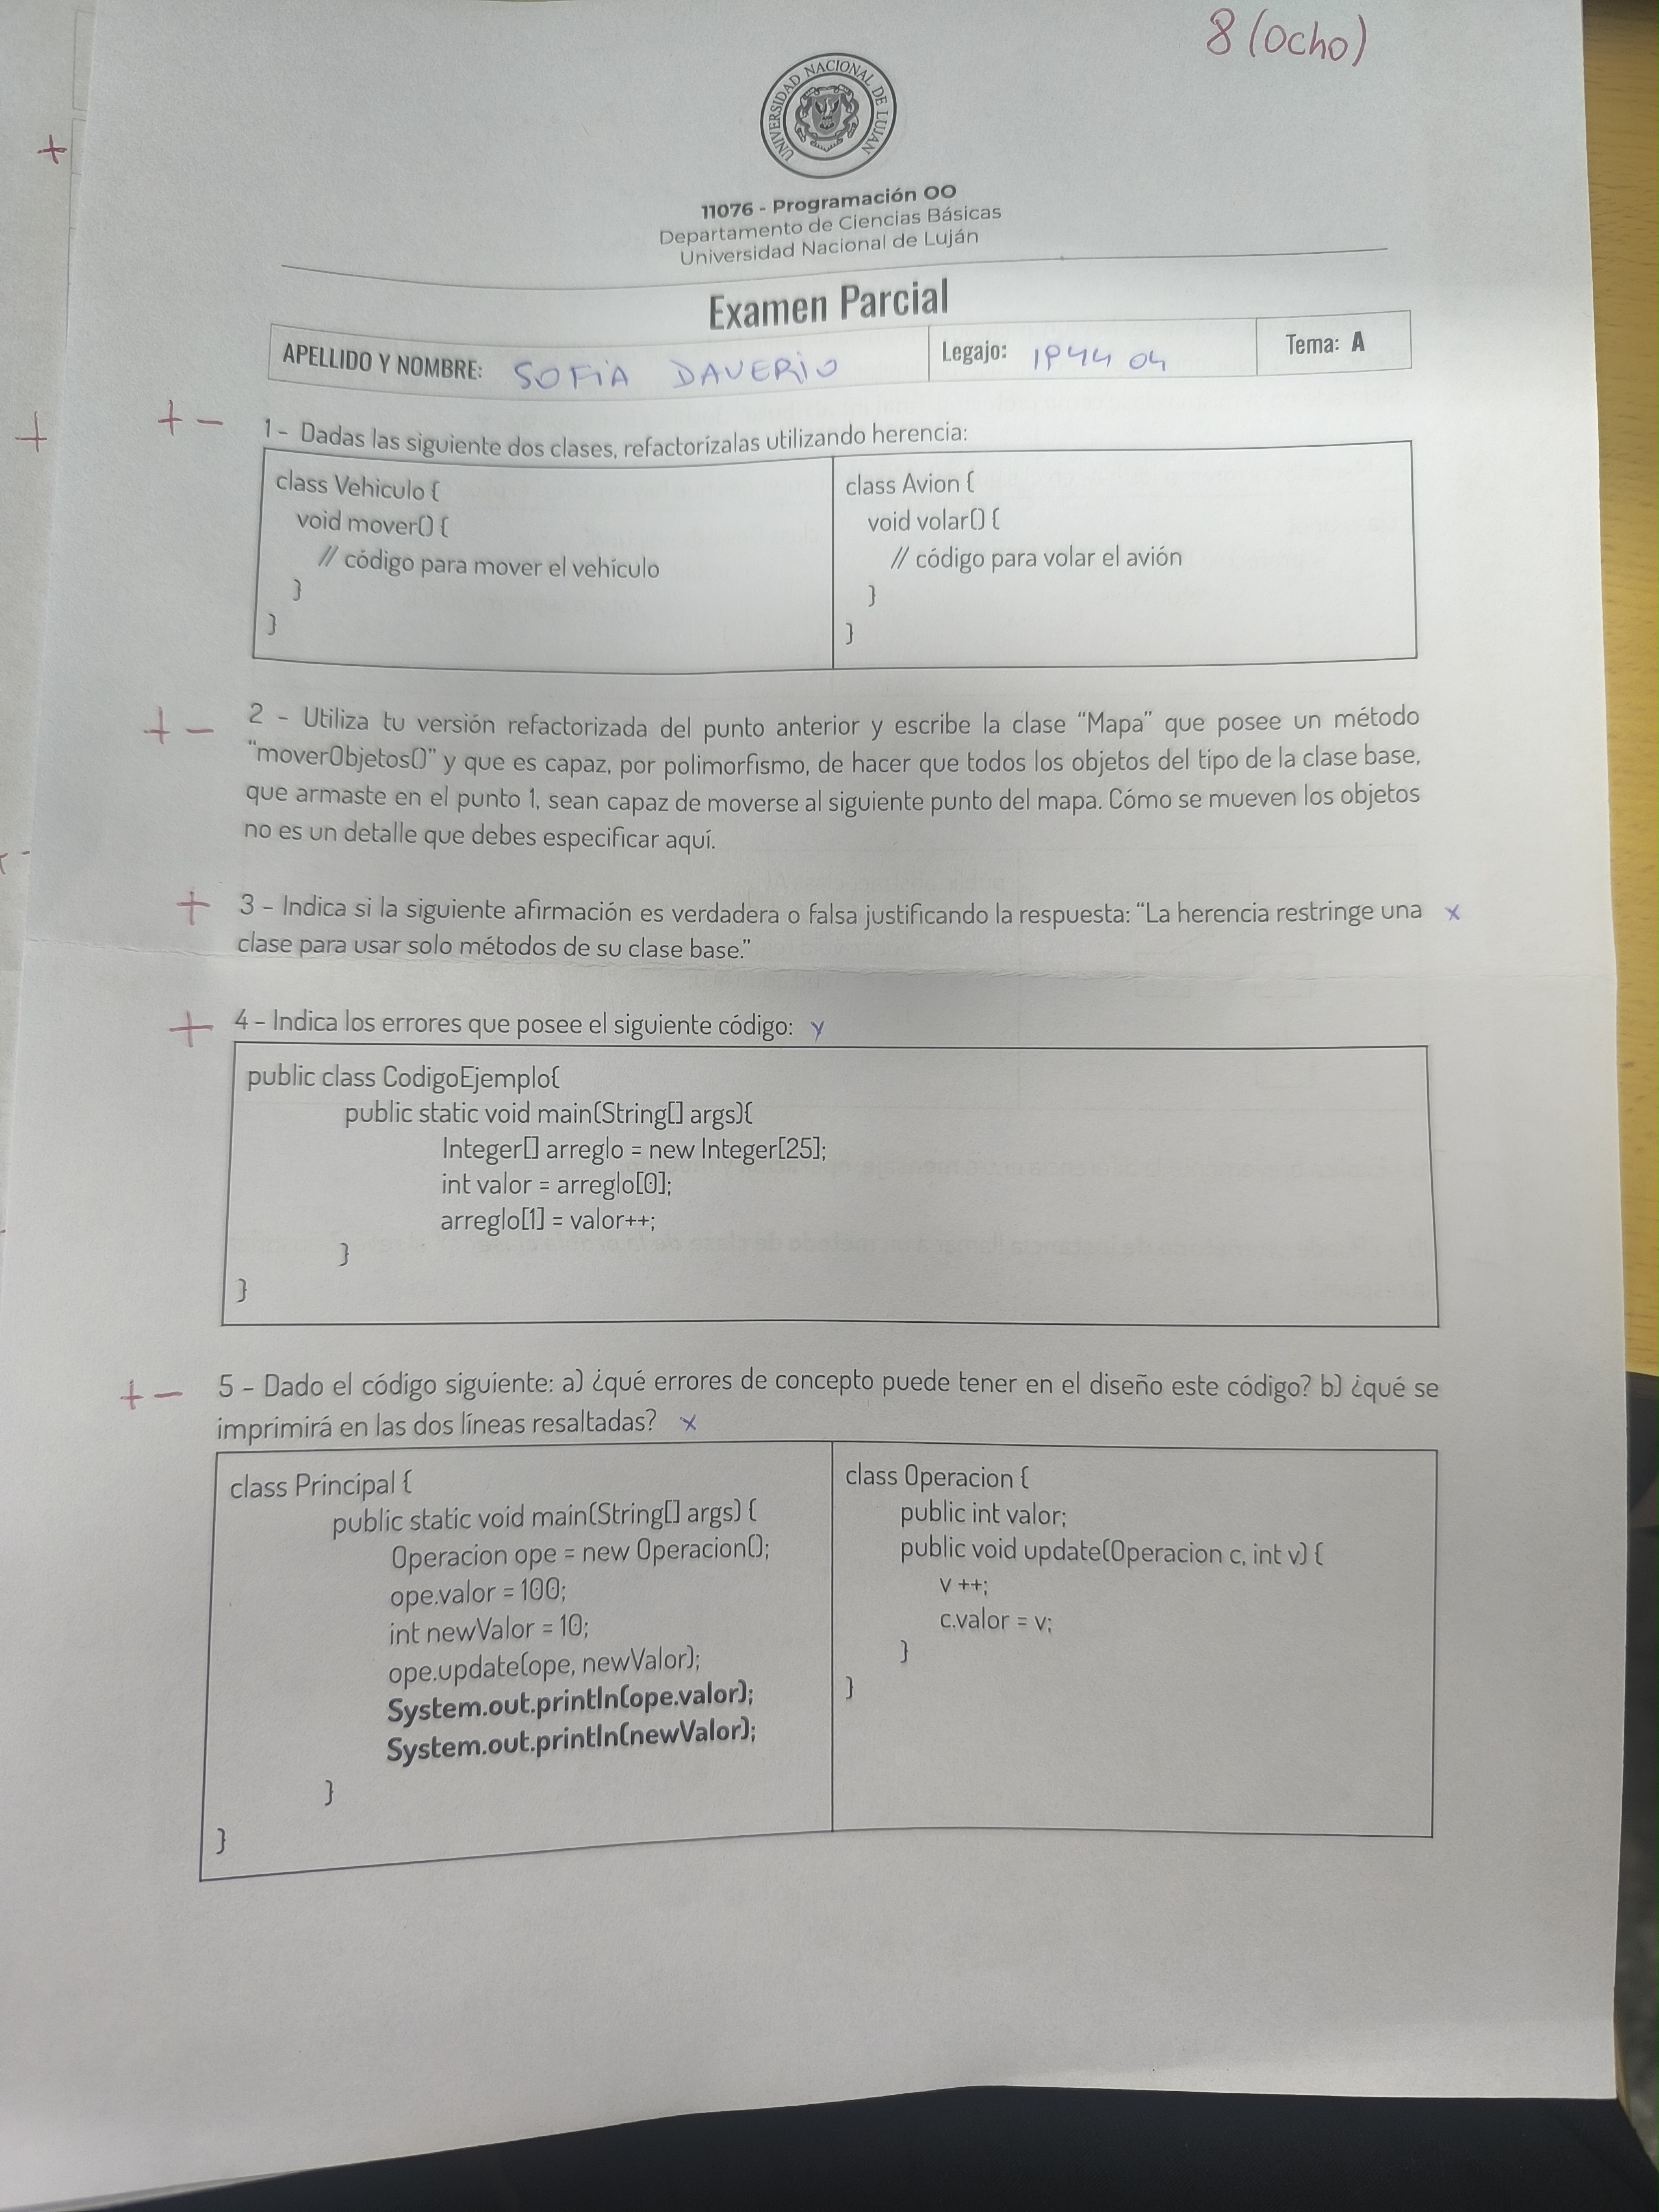 8 (ocho)
UNIVERSIDAD NACIONAL DE LUJAN
11076 - Programación OO
Departamento de Ciencias Básicas
Universidad Nacional de Luján
Examen Parcial
APELLIDO Y NOMBRE: SOFIA DAVERIO Legajo: Tema: A
+ + - 1 - Dadas las siguiente dos clases, refactorízalas utilizando herencia:
class Vehiculo {
void mover() {
// código para mover el vehículo
}
}
class Avion {
void volar() {
// código para volar el avión
}
}
+ - 2 - Utiliza tu versión refactorizada del punto anterior y escribe la clase “Mapa” que posee un método
“moverObjetos()” y que es capaz, por polimorfismo, de hacer que todos los objetos del tipo de la clase base,
que armaste en el punto 1, sean capaz de moverse al siguiente punto del mapa. Cómo se mueven los objetos
no es un detalle que debes especificar aquí.
+ 3 - Indica si la siguiente afirmación es verdadera o falsa justificando la respuesta: “La herencia restringe una x
clase para usar solo métodos de su clase base.”
+ 4 - Indica los errores que posee el siguiente código:
public class CodigoEjemplo{
public static void main(String[] args){
Integer[] arreglo = new Integer[25];
int valor = arreglo[0];
arreglo[1] = valor++;
}
}
+ - 5 - Dado el código siguiente: a) ¿qué errores de concepto puede tener en el diseño este código? b) ¿qué se
imprimirá en las dos líneas resaltadas? x
class Principal {
public static void main(String[] args) {
Operacion ope = new Operacion();
ope.valor = 100;
int newValor = 10;
ope.update(ope, newValor);
System.out.println(ope.valor);
System.out.println(newValor);
}
}
class Operacion {
public int valor;
public void update(Operacion c, int v) {
v ++;
c.valor = v;
}
}